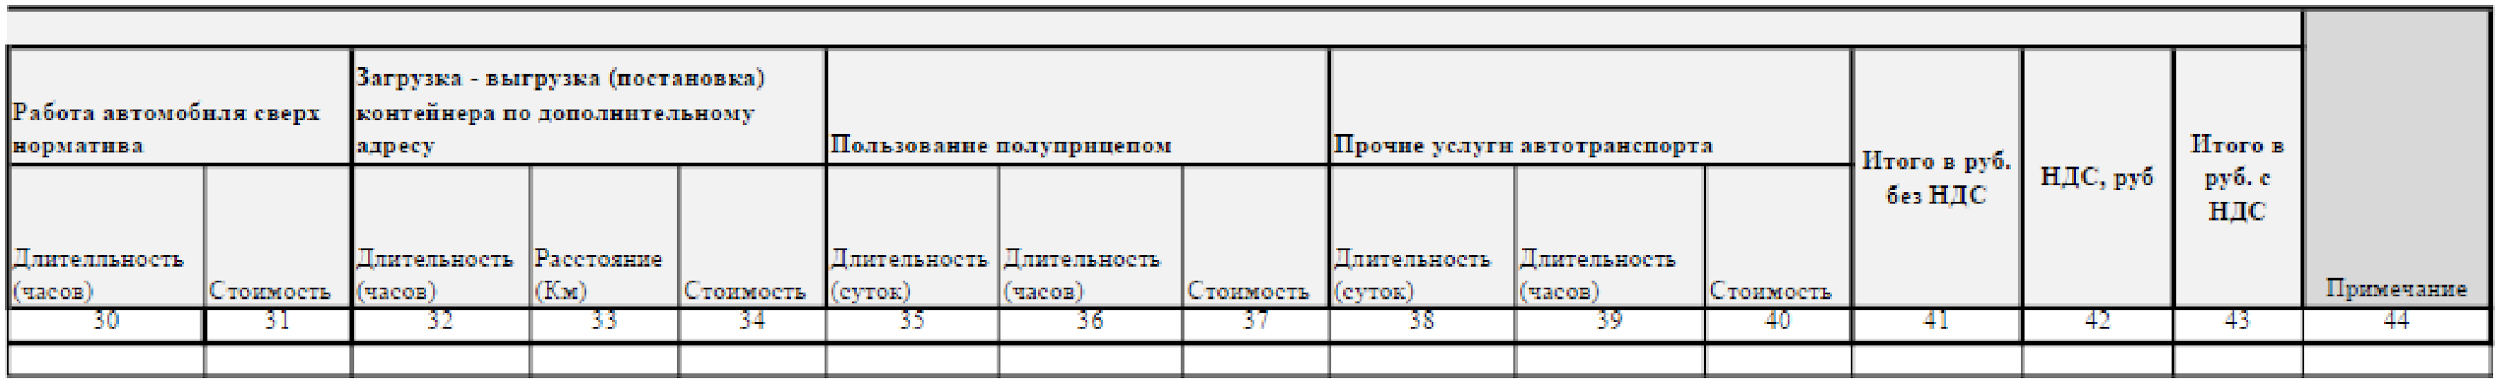 Работа автомобиля сверх
норматива
Загрузка - выгрузка (постановка)
контейнера по дополнительному
адресу
Пользование полуприцепом
Прочие услуги автотранспорта
Итого в руб.
без НДС
НДС, руб
Итого в
руб. с
НДС
Примечание
Длителльность
(часов)
Стоимость
Длительность
(часов)
Расстояние
(Км)
Стоимость
Длительность
(суток)
Длительность
(часов)
Стоимость
Длительность
(суток)
Длительность
(часов)
Стоимость
30 31 32 33 34 35 36 37 38 39 40 41 42 43 44